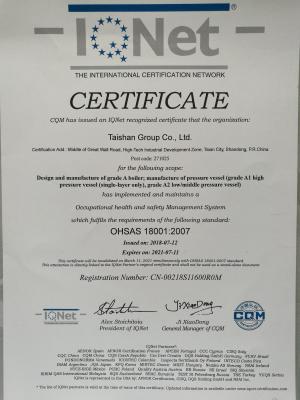 IQNet®
THE INTERNATIONAL CERTIFICATION NETWORK
CERTIFICATE
CQM has issued an IQNet recognized certificate that the organization:
Taishan Group Co., Ltd.
Certification Add : Middle of Great Wall Road, High-Tech Industrial Development Zone, Taian City, Shandong, P.R.China
Post code: 271025
for the following scope:
Design and manufacture of grade A boiler; manufacture of pressure vessel (grade A1 high
pressure vessel (single-layer only), grade A2 low/middle pressure vessel)
has implemented and maintains a
Occupational health and safety Management System
which fulfills the requirements of the following standard:
OHSAS 18001:2007
Issued on: 2018-07-12
Expires on: 2021-07-11
Registration Number: CN-00218S11600R0M
IQNet
Alex Stoichitoiu
President of IQNet
Ji XianDong
General Manager of CQM
CQM
IQNet Partners*: